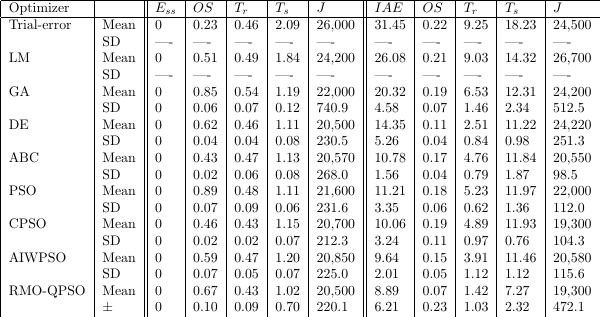 Optimizer E_ss OS T_r T_s J IAE OS T_r T_s J
Trial-error Mean 0 0.23 0.46 2.09 26,000 31.45 0.22 9.25 18.23 24,500
SD —- —- —- —- —- —- —- —- —- —-
LM Mean 0 0.51 0.49 1.84 24,200 26.08 0.21 9.03 14.32 26,700
SD —- —- —- —- —- —- —- —- —- —-
GA Mean 0 0.85 0.54 1.19 22,000 20.32 0.19 6.53 12.31 24,200
SD 0 0.06 0.07 0.12 740.9 4.58 0.07 1.46 2.34 512.5
DE Mean 0 0.62 0.46 1.11 20,500 14.35 0.11 2.51 11.22 24,220
SD 0 0.04 0.04 0.08 230.5 5.26 0.04 0.84 0.98 251.3
ABC Mean 0 0.43 0.47 1.13 20,570 10.78 0.17 4.76 11.84 20,550
SD 0 0.02 0.06 0.08 268.0 1.56 0.04 0.79 1.87 98.5
PSO Mean 0 0.89 0.48 1.11 21,600 11.21 0.18 5.23 11.97 22,000
SD 0 0.07 0.09 0.06 231.6 3.35 0.06 0.62 1.36 112.0
CPSO Mean 0 0.46 0.43 1.15 20,700 10.06 0.19 4.89 11.93 19,300
SD 0 0.02 0.02 0.07 212.3 3.24 0.11 0.97 0.76 104.3
AIWPSO Mean 0 0.59 0.47 1.20 20,850 9.64 0.15 3.91 11.46 20,580
SD 0 0.07 0.05 0.07 225.0 2.01 0.05 1.12 1.12 115.6
RMO-QPSO Mean 0 0.67 0.43 1.02 20,500 8.89 0.07 1.42 7.27 19,300
± 0 0.10 0.09 0.70 220.1 6.21 0.23 1.03 2.32 472.1